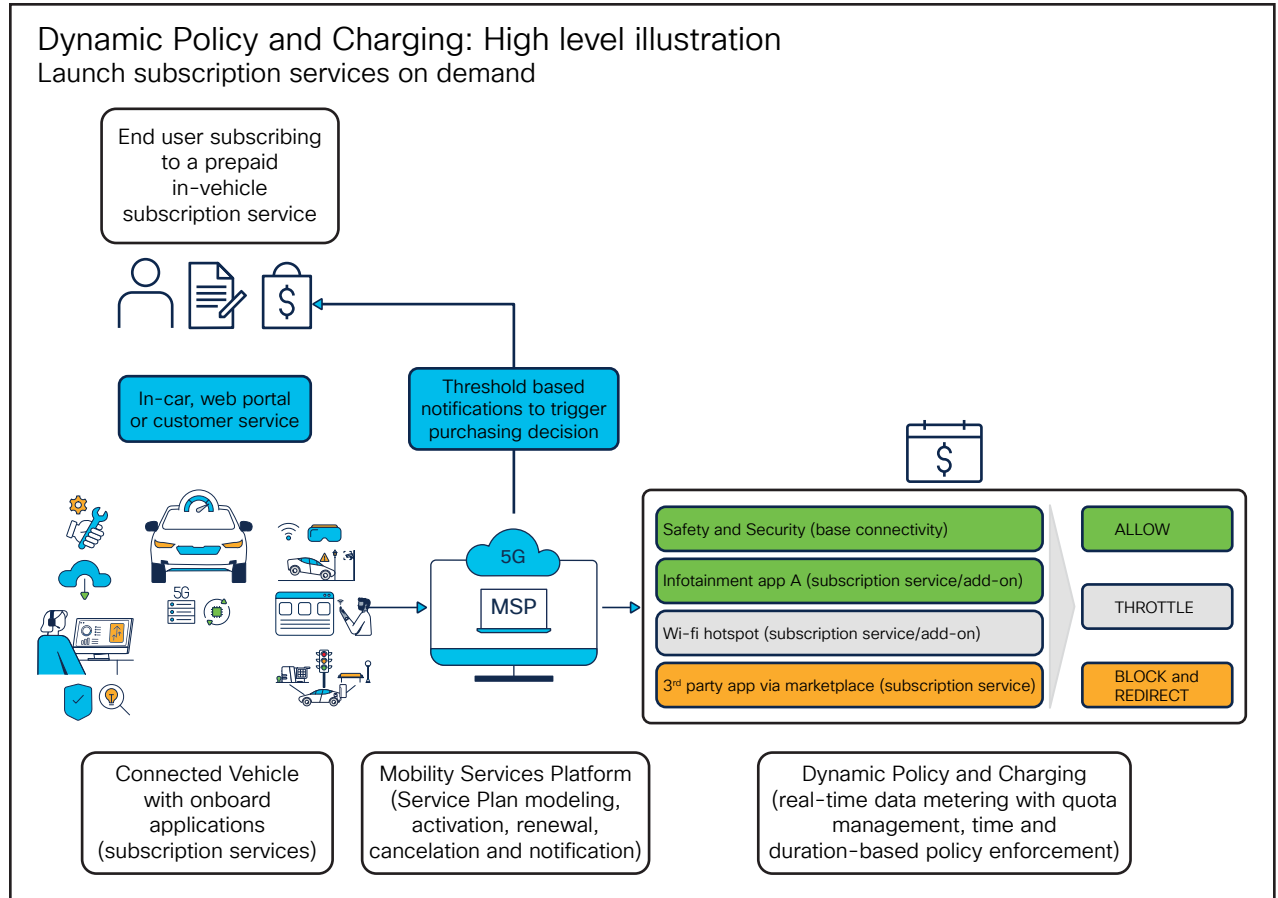 Dynamic Policy and Charging: High level illustration
Launch subscription services on demand
End user subscribing
to a prepaid
in-vehicle
subscription service
$
In-car, web portal
or customer service
Threshold based
notifications to trigger
purchasing decision
$
5G
5G
MSP
Safety and Security (base connectivity)
Infotainment app A (subscription service/add-on)
Wi-fi hotspot (subscription service/add-on)
3rd party app via marketplace (subscription service)
ALLOW
THROTTLE
BLOCK and
REDIRECT
Connected Vehicle
with onboard
applications
(subscription services)
Mobility Services Platform
(Service Plan modeling,
activation, renewal,
cancelation and notification)
Dynamic Policy and Charging
(real-time data metering with quota
management, time and
duration-based policy enforcement)